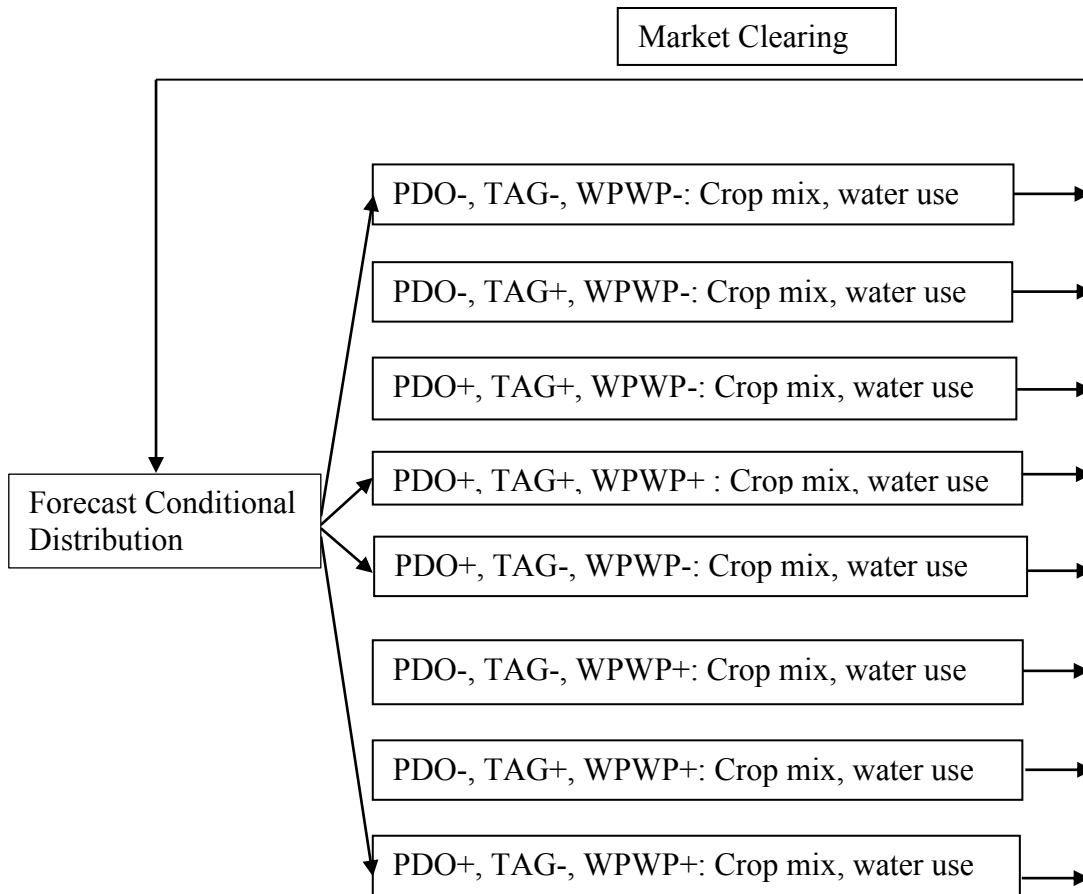 Market Clearing
PDO-, TAG-, WPWP-: Crop mix, water use
PDO-, TAG+, WPWP-: Crop mix, water use
PDO+, TAG+, WPWP-: Crop mix, water use
PDO+, TAG+, WPWP+ : Crop mix, water use
Forecast Conditional
Distribution
PDO+, TAG-, WPWP-: Crop mix, water use
PDO-, TAG-, WPWP+: Crop mix, water use
PDO-, TAG+, WPWP+: Crop mix, water use
PDO+, TAG-, WPWP+: Crop mix, water use